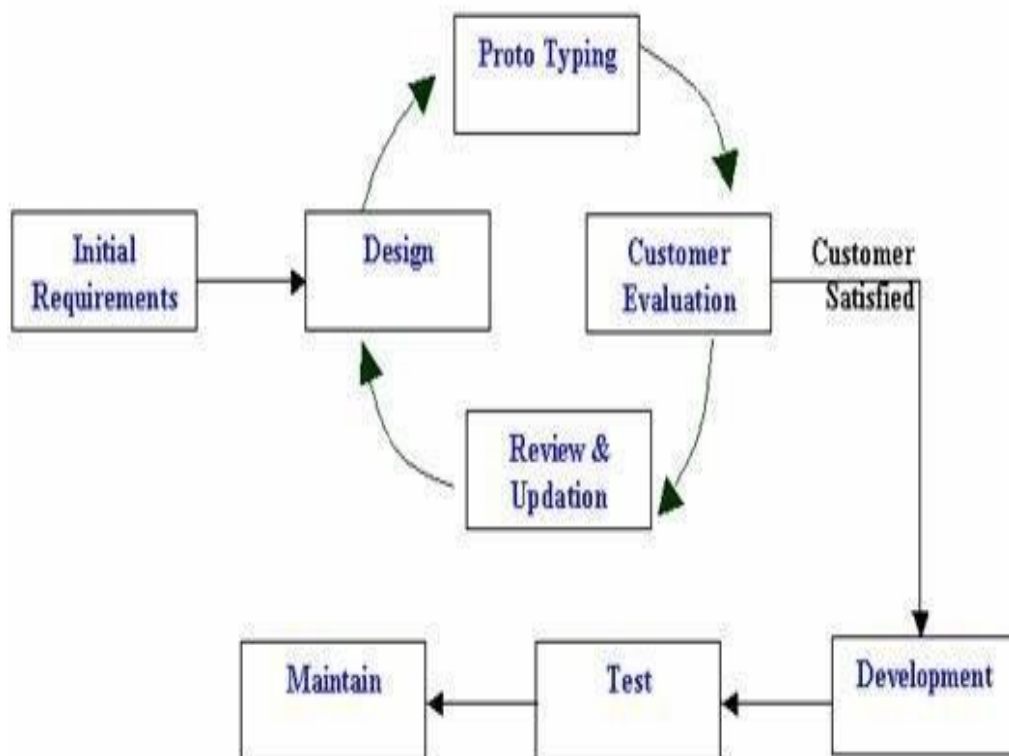 Proto Typing
Initial
Requirements
Design
Customer
Evaluation
Customer
Satisfied
Review &
Updation
Maintain
Test
Development